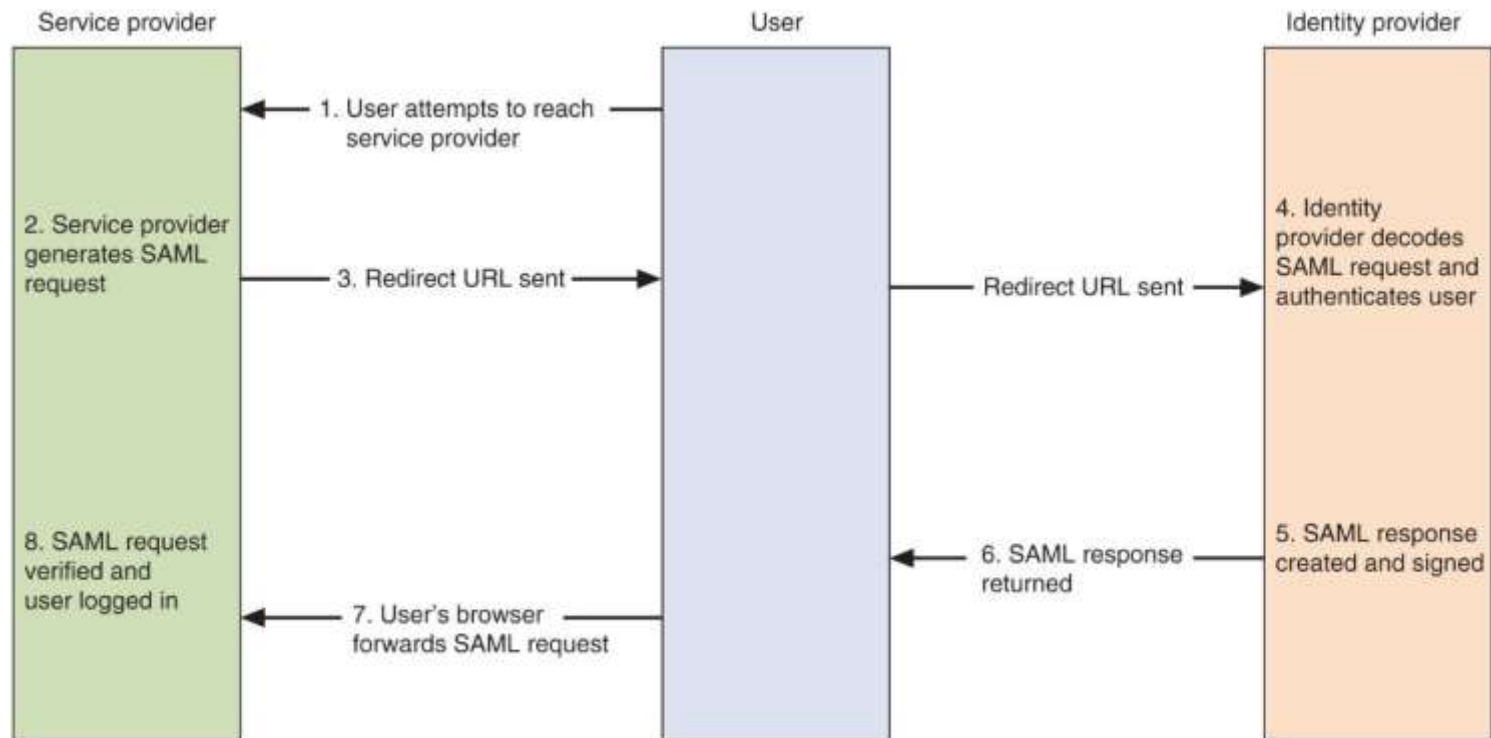 Service provider
User
Identity provider
1. User attempts to reach
service provider
2. Service provider
generates SAML
request
3. Redirect URL sent
Redirect URL sent
4. Identity
provider decodes
SAML request and
authenticates user
5. SAML response
created and signed
6. SAML response
returned
7. User's browser
forwards SAML request
8. SAML request
verified and
user logged in